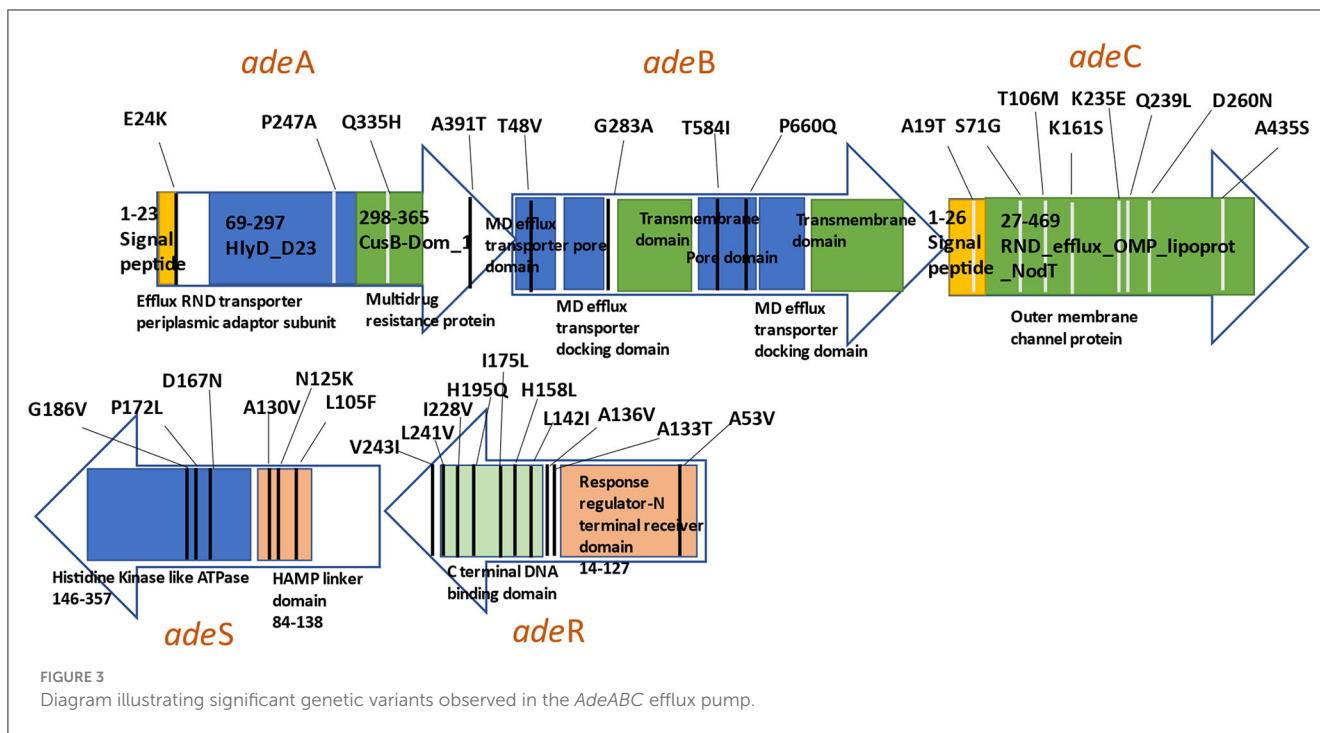 adeA
adeB
adeC
E24K
P247A
Q335H
A391T
T48V
G283A
T584I
P660Q
A19T
S71G
T106M
K161S
K235E
Q239L
D260N
A435S
1-23
Signal
peptide
69-297
HlyD_D23
298-365
CusB-Dom_1
Efflux RND transporter
periplasmic adaptor subunit
Multidrug
resistance protein
MD efflux
transporter pore
domain
MD efflux
transporter
docking domain
Transmembrane
domain
Pore domain
MD efflux
transporter
docking domain
Transmembrane
domain
1-26
Signal
peptide
27-469
RND_efflux_OMP_lipoprot
_NodT
Outer membrane
channel protein
G186V
P172L
D167N
A130V
N125K
L105F
V243I
L241V
I228V
H195Q
I175L
H158L
L142I
A136V
A133T
A53V
Histidine Kinase like ATPase
146-357
HAMP linker
domain
84-138
C terminal DNA
binding domain
Response
regulator-N
terminal receiver
domain
14-127
adeS
adeR
FIGURE 3
Diagram illustrating significant genetic variants observed in the AdeABC efflux pump.